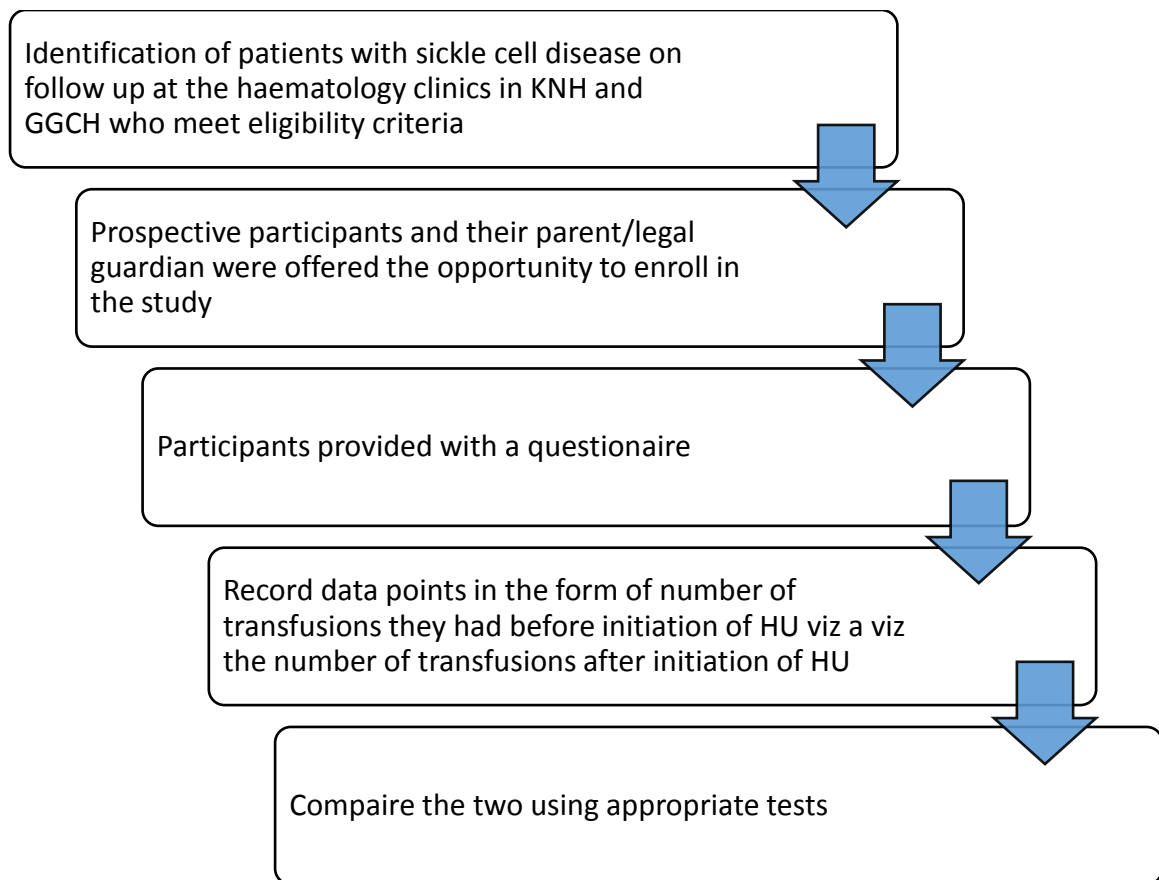 Identification of patients with sickle cell disease on
follow up at the haematology clinics in KNH and
GGCH who meet eligibility criteria
Prospective participants and their parent/legal
guardian were offered the opportunity to enroll in
the study
Participants provided with a questionaire
Record data points in the form of number of
transfusions they had before initiation of HU viz a viz
the number of transfusions after initiation of HU
Compaire the two using appropriate tests